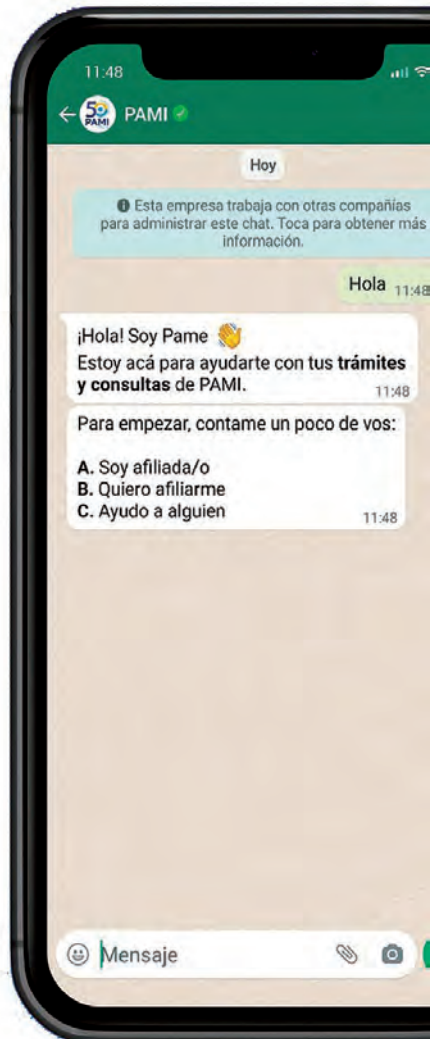 11:48
50
PAMI
PAMI
Hoy
Esta empresa trabaja con otras compañías
para administrar este chat. Toca para obtener más
información.
Hola 11:48
¡Hola! Soy Pame 👋
Estoy acá para ayudarte con tus trámites
y consultas de PAMI.
11:48
Para empezar, contame un poco de vos:
A. Soy afiliada/o
B. Quiero afiliarme
C. Ayudo a alguien
11:48
Mensaje